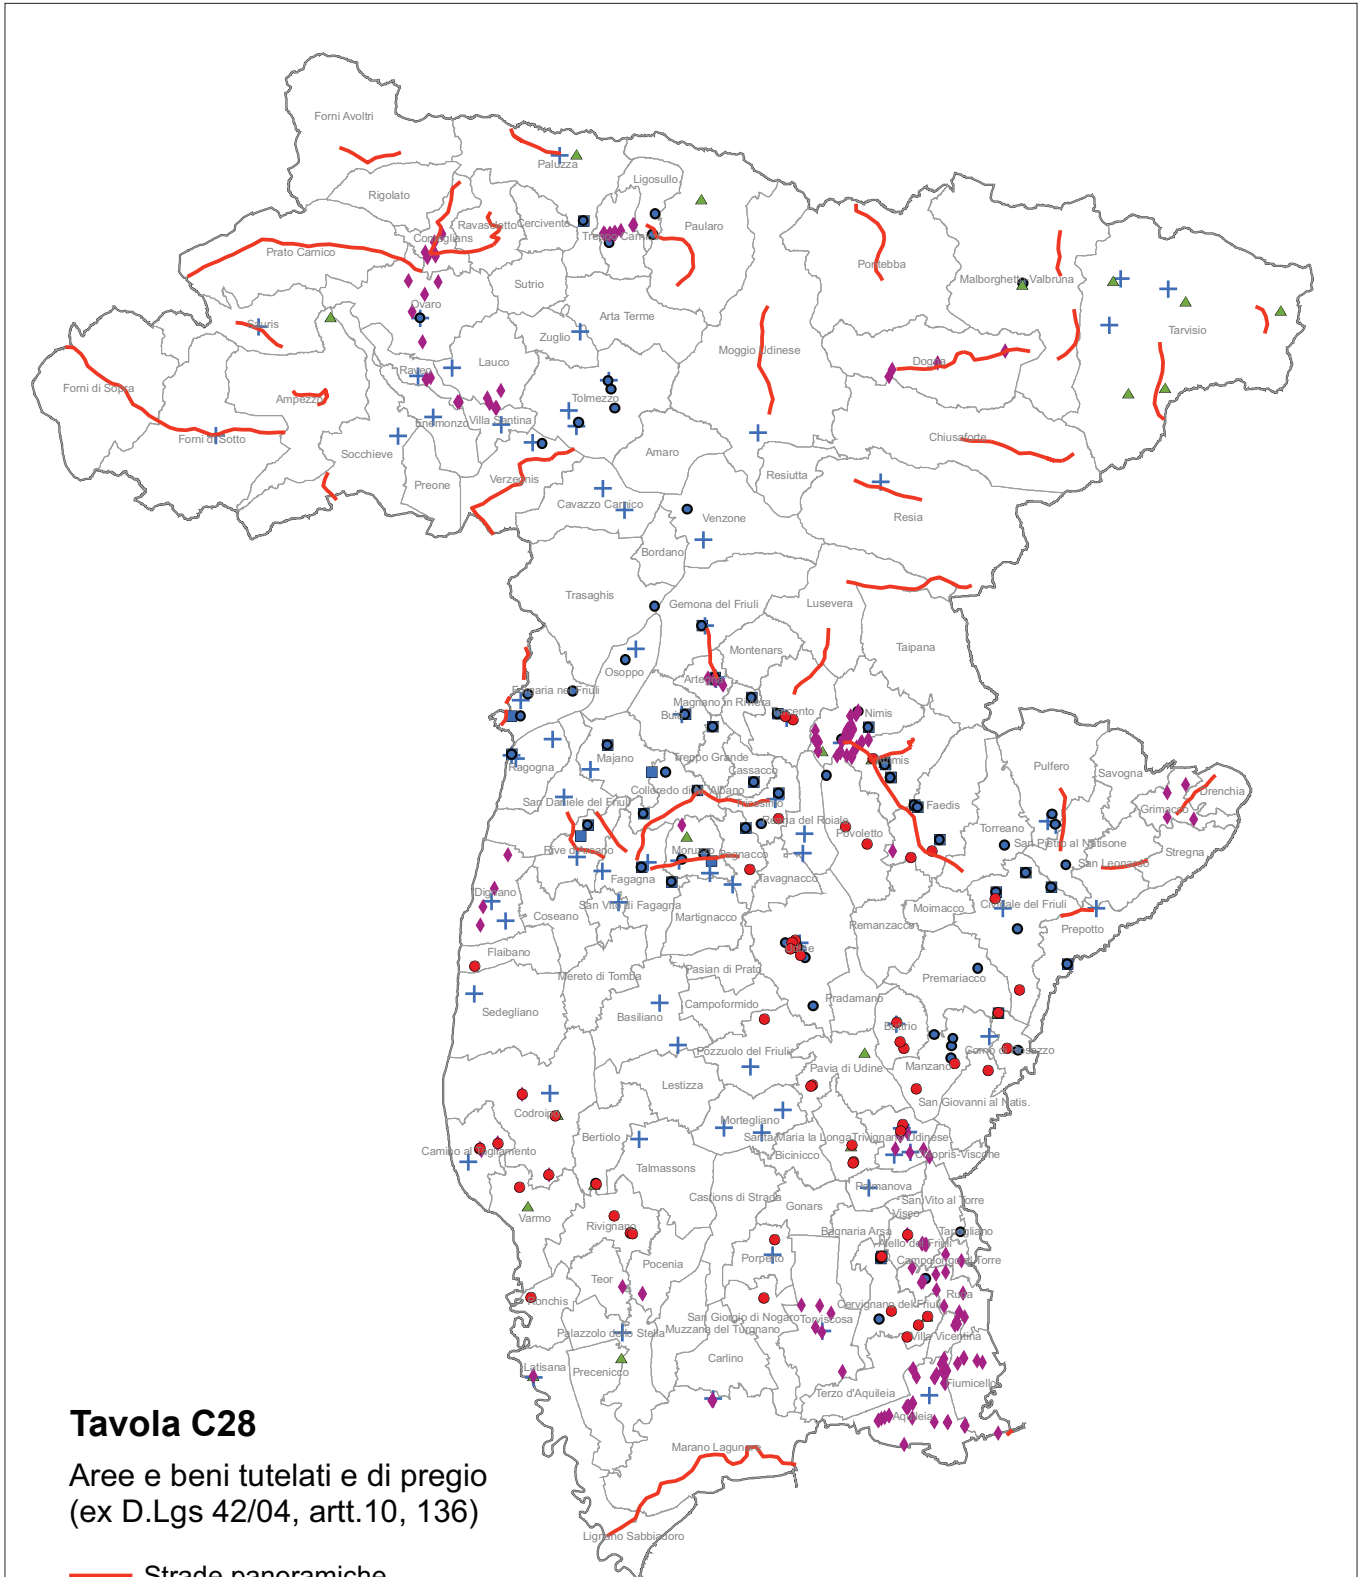 Forni Avoltri
Paluzza
Ligosullo
Rigolato
Ravascletto
Cercivento
Paularo
Comeglians
Treppo Carnico
Prato Carnico
Pontebba
Malborghetto Valbruna
Sutrio
Ovaro
Arta Terme
Sauris
Zuglio
Tarvisio
Moggio Udinese
Lauco
Dogna
Raveo
Forni di Sopra
Ampezzo
Tolmezzo
Enemonzo
Villa Santina
Forni di Sotto
Chiusaforte
Socchieve
Amaro
Resiutta
Preone
Verzegnis
Cavazzo Carnico
Venzone
Resia
Bordano
Trasaghis
Gemona del Friuli
Lusevera
Montenars
Taipana
Osoppo
Artegna
Forgaria nel Friuli
Magnano in Riviera
Buja
Tarcento
Nimis
Ragogna
Majano
Treppo Grande
Attimis
Pulfero
Cassacco
Savogna
Colloredo di M. Albano
Drenchia
San Daniele del Friuli
Tricesimo
Faedis
Grimacco
Reana del Roiale
Povoletto
Torreano
San Pietro al Natisone
Rive d'Arcano
Moruzzo
Pagnacco
Stregna
San Leonardo
Fagagna
Tavagnacco
Dignano
San Vito di Fagagna
Moimacco
Cividale del Friuli
Coseano
Martignacco
Remanzacco
Prepotto
Flaibano
Udine
Mereto di Tomba
Pasian di Prato
Premariacco
Sedegliano
Basiliano
Campoformido
Pradamano
Buttrio
Pozzuolo del Friuli
Corno di Rosazzo
Pavia di Udine
Manzano
Lestizza
San Giovanni al Natis.
Codroipo
Mortegliano
Bertiolo
Santa Maria la Longa
Trivignano Udinese
Camino al Tagliamento
Bicinicco
Chiopris-Viscone
Talmassons
Palmanova
Castions di Strada
San Vito al Torre
Gonars
Visco
Varmo
Rivignano
Bagnaria Arsa
Tapogliano
Aiello del Friuli
Porpetto
Campolongo al Torre
Pocenia
Teor
Ruda
Ronchis
Cervignano del Friuli
San Giorgio di Nogaro
Torviscosa
Palazzolo dello Stella
Muzzana del Turgnano
Villa Vicentina
Latisana
Precenicco
Carlino
Fiumicello
Terzo d'Aquileia
Aquileia
Marano Lagunare
Lignano Sabbiadoro
Tavola C28
Aree e beni tutelati e di pregio
(ex D.Lgs 42/04, artt.10, 136)
Strade panoramiche